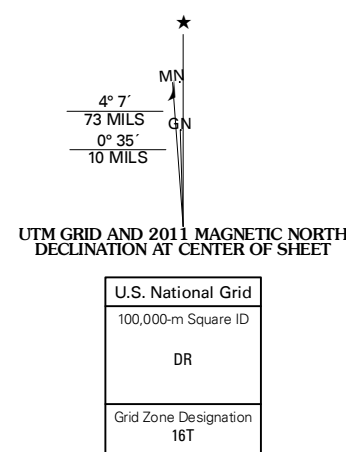 ★
MN
4° 7´
73 MILS
GN
0° 35´
10 MILS
UTM GRID AND 2011 MAGNETIC NORTH
DECLINATION AT CENTER OF SHEET
U.S. National Grid
100,000-m Square ID
DR
Grid Zone Designation
16T